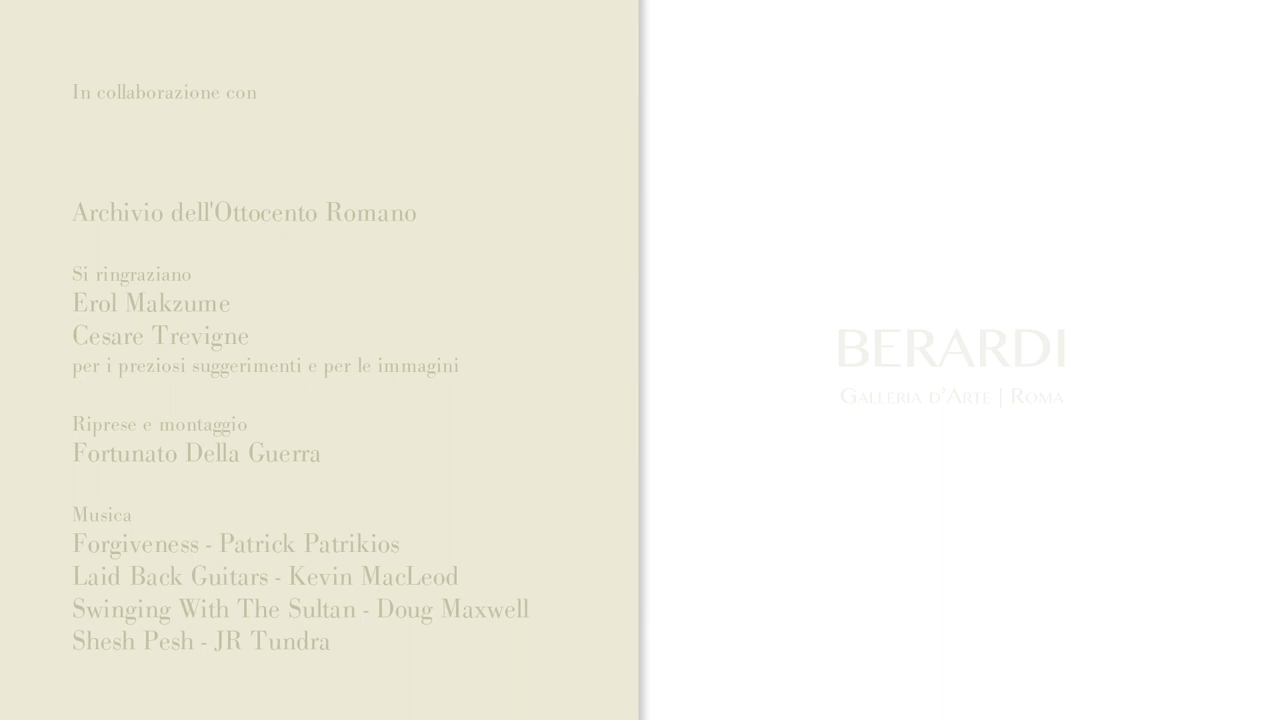 In collaborazione con
Archivio dell'Ottocento Romano
Si ringraziano
Erol Makzume
Cesare Trevigne
per i preziosi suggerimenti e per le immagini
Riprese e montaggio
Fortunato Della Guerra
Musica
Forgiveness - Patrick Patrikios
Laid Back Guitars - Kevin MacLeod
Swinging With The Sultan - Doug Maxwell
Shesh Pesh - JR Tundra
BERARDI
Galleria d'Arte | Roma